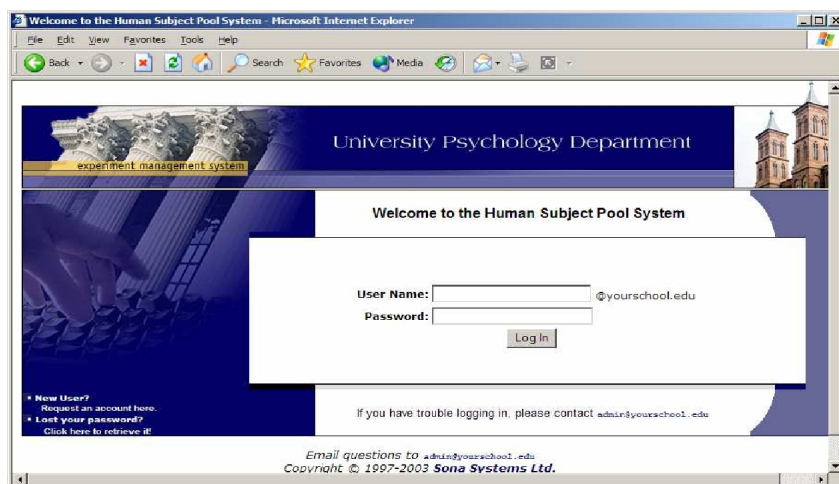 Welcome to the Human Subject Pool System - Microsoft Internet Explorer
File Edit View Favorites Tools Help
Back Search Favorites Media
University Psychology Department
experiment management system
Welcome to the Human Subject Pool System
User Name: @yourschool.edu
Password:
Log In
New User?
Request an account here.
Lost your password?
Click here to retrieve it!
If you have trouble logging in, please contact admin@yourschool.edu
Email questions to admin@yourschool.edu
Copyright © 1997-2003 Sona Systems Ltd.